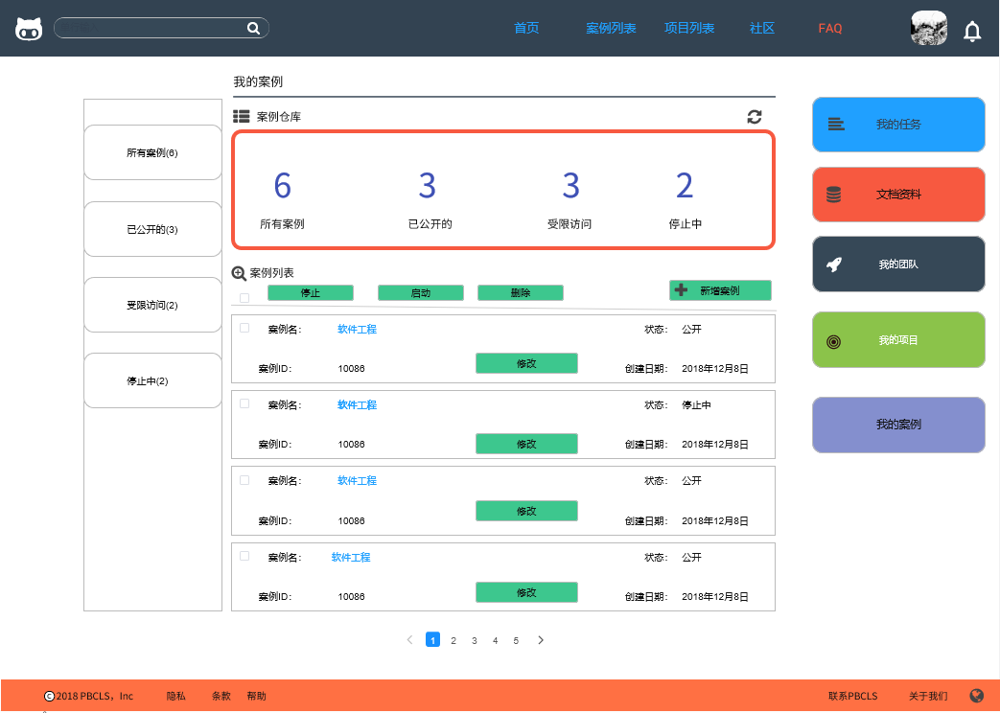 首页 案例列表 项目列表 社区 FAQ
我的案例
案例仓库
6 3 3 2
所有案例 已公开的 受限访问 停止中
所有案例(6)
已公开的(3)
受限访问(2)
停止中(2)
案例列表
停止 启动 删除 新增案例
案例名: 软件工程 状态: 公开
案例ID: 10086 修改 创建日期: 2018年12月8日
案例名: 软件工程 状态: 停止中
案例ID: 10086 修改 创建日期: 2018年12月8日
案例名: 软件工程 状态: 公开
案例ID: 10086 修改 创建日期: 2018年12月8日
案例名: 软件工程 状态: 公开
案例ID: 10086 修改 创建日期: 2018年12月8日
1 2 3 4 5
我的任务
文档资料
我的团队
我的项目
我的案例
©2018 PBCLS，Inc 隐私 条款 帮助 联系PBCLS 关于我们